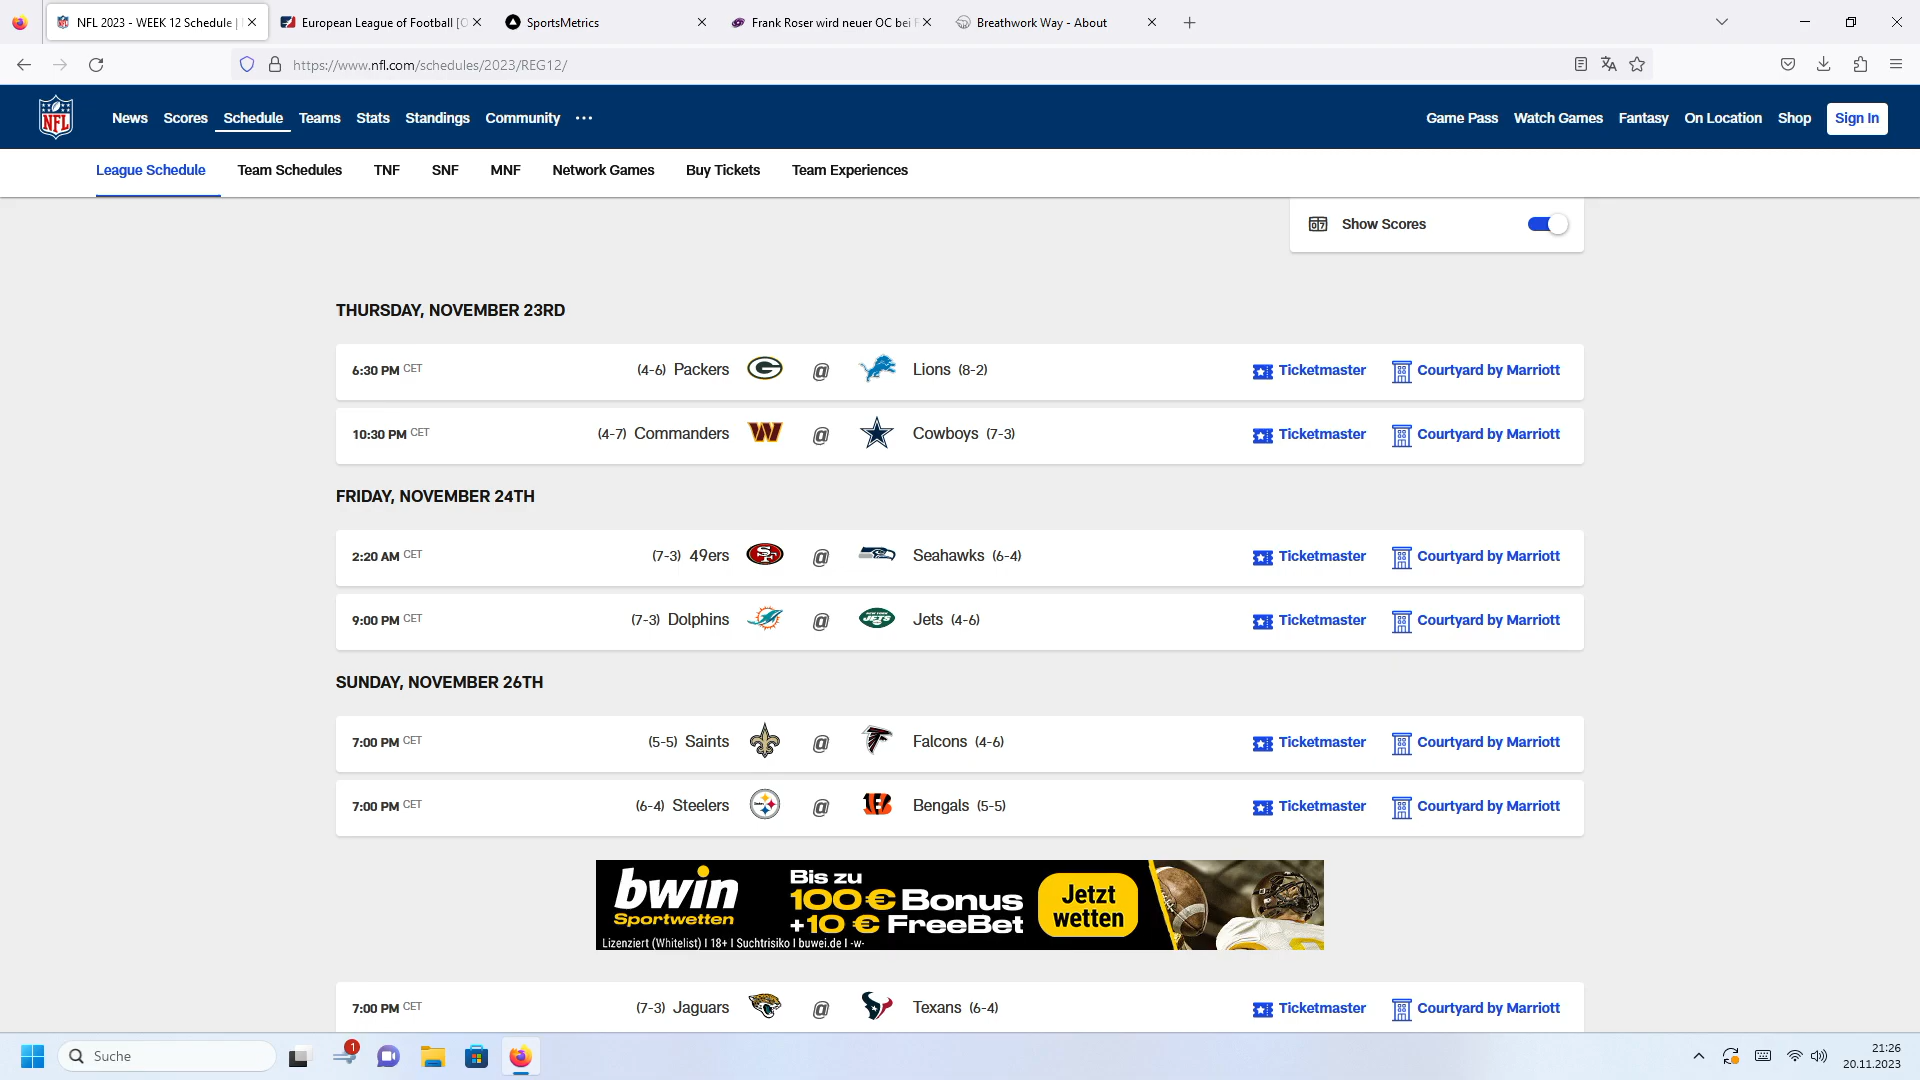 NFL 2023 - WEEK 12 Schedule |
European League of Football [O
SportsMetrics
Frank Roser wird neuer OC bei F
Breathwork Way - About
https://www.nfl.com/schedules/2023/REG12/
NFL
News Scores Schedule Teams Stats Standings Community ...
Game Pass Watch Games Fantasy On Location Shop Sign In
League Schedule Team Schedules TNF SNF MNF Network Games Buy Tickets Team Experiences
Show Scores
THURSDAY, NOVEMBER 23RD
6:30 PM CET (4-6) Packers @ Lions (8-2) Ticketmaster Courtyard by Marriott
10:30 PM CET (4-7) Commanders @ Cowboys (7-3) Ticketmaster Courtyard by Marriott
FRIDAY, NOVEMBER 24TH
2:20 AM CET (7-3) 49ers @ Seahawks (6-4) Ticketmaster Courtyard by Marriott
9:00 PM CET (7-3) Dolphins @ Jets (4-6) Ticketmaster Courtyard by Marriott
SUNDAY, NOVEMBER 26TH
7:00 PM CET (5-5) Saints @ Falcons (4-6) Ticketmaster Courtyard by Marriott
7:00 PM CET (6-4) Steelers @ Bengals (5-5) Ticketmaster Courtyard by Marriott
bwin
Sportwetten
Bis zu
100 € Bonus
+10 € FreeBet
Jetzt
wetten
Lizenziert (Whitelist) I 18+ I Suchtrisiko I buwei.de I -w-
7:00 PM CET (7-3) Jaguars @ Texans (6-4) Ticketmaster Courtyard by Marriott
Suche
1
21:26
20.11.2023